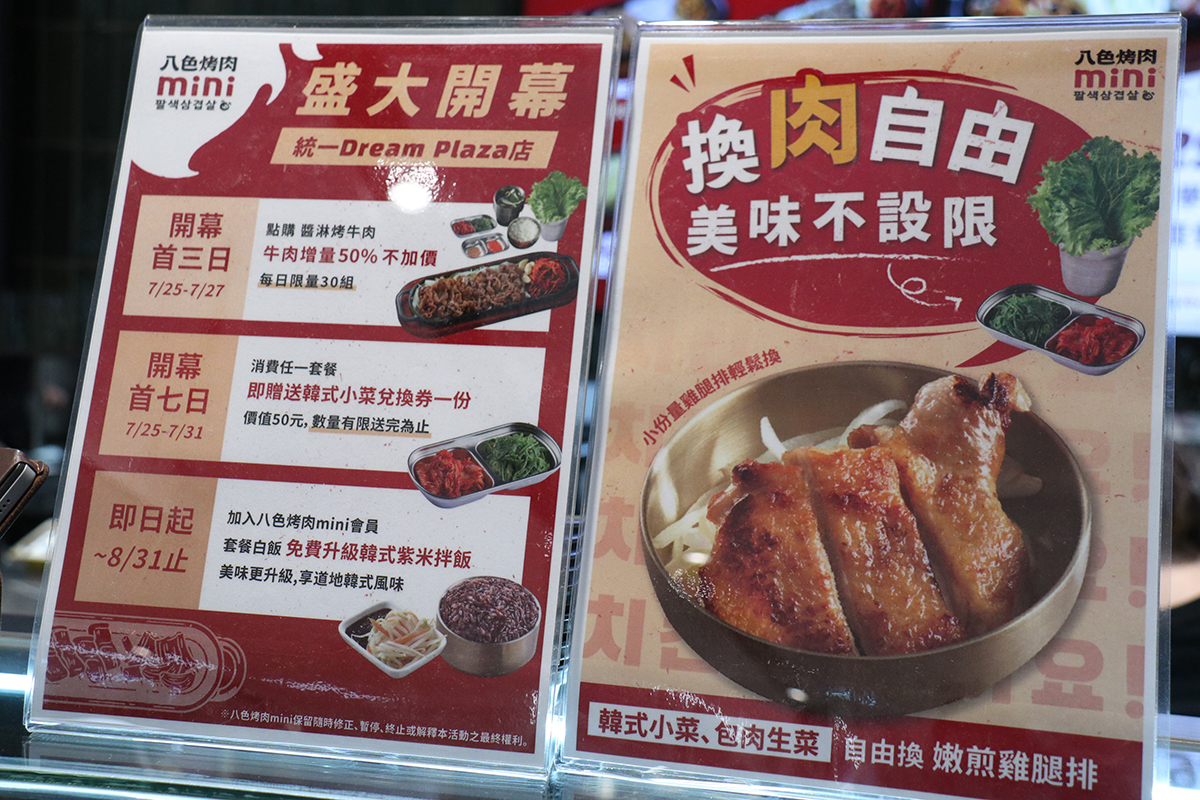 八色烤肉
mini
팔색삼겹살
盛大開幕
統一Dream Plaza店
開幕
首三日
7/25-7/27
點購 醬淋烤牛肉
牛肉增量50% 不加價
每日限量30組
開幕
首七日
7/25-7/31
消費任一套餐
即贈送韓式小菜兌換券一份
價值50元,數量有限送完為止
即日起
~8/31止
加入八色烤肉mini會員
套餐白飯 免費升級韓式紫米拌飯
美味更升級,享道地韓式風味
※八色烤肉mini保留隨時修正、暫停、終止或解釋本活動之最終權利。
八色烤肉
mini
팔색삼겹살
換肉自由
美味不設限
小份量雞腿排輕鬆換
韓式小菜、包肉生菜 自由換 嫩煎雞腿排